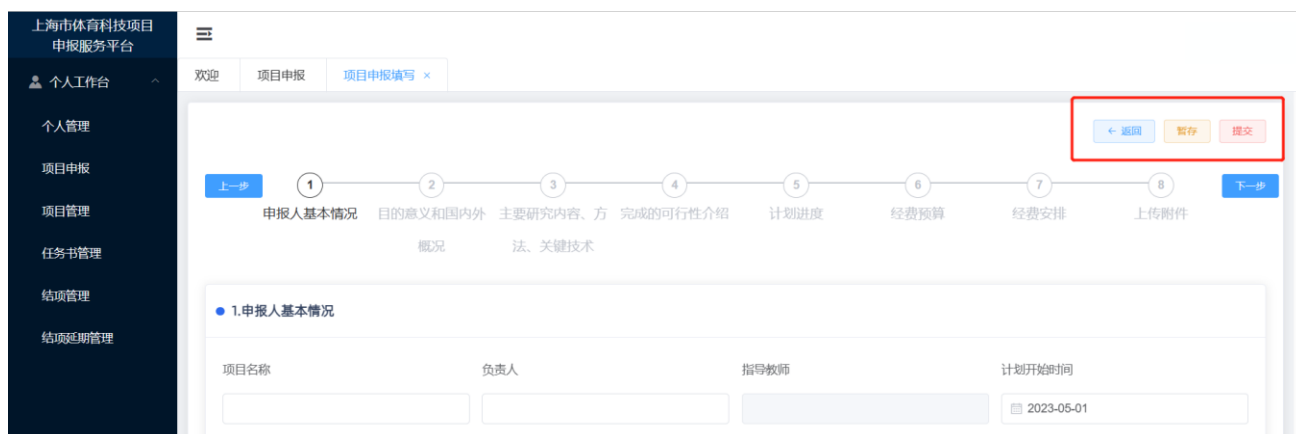 上海市体育科技项目
申报服务平台
个人工作台
个人管理
项目申报
项目管理
任务书管理
结项管理
结项延期管理
欢迎 项目申报 项目申报填写 ×
← 返回 暂存 提交
上一步 1 2 3 4 5 6 7 8 下一步
申报人基本情况 目的意义和国内外 主要研究内容、方 完成的可行性介绍 计划进度 经费预算 经费安排 上传附件
概况 法、关键技术
1.申报人基本情况
项目名称 负责人 指导教师 计划开始时间
2023-05-01